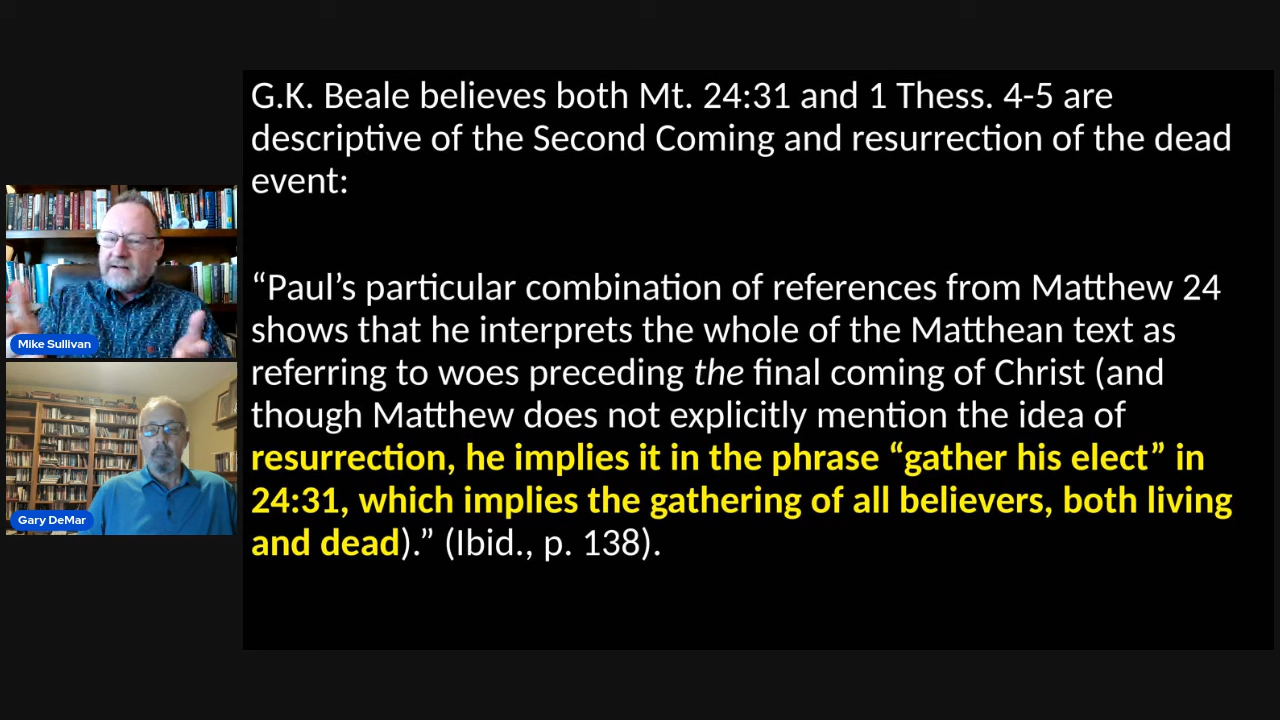 G.K. Beale believes both Mt. 24:31 and 1 Thess. 4-5 are
descriptive of the Second Coming and resurrection of the dead
event:
“Paul’s particular combination of references from Matthew 24
shows that he interprets the whole of the Matthean text as
referring to woes preceding the final coming of Christ (and
though Matthew does not explicitly mention the idea of
resurrection, he implies it in the phrase “gather his elect” in
24:31, which implies the gathering of all believers, both living
and dead).” (Ibid., p. 138).
Mike Sullivan
Gary DeMar